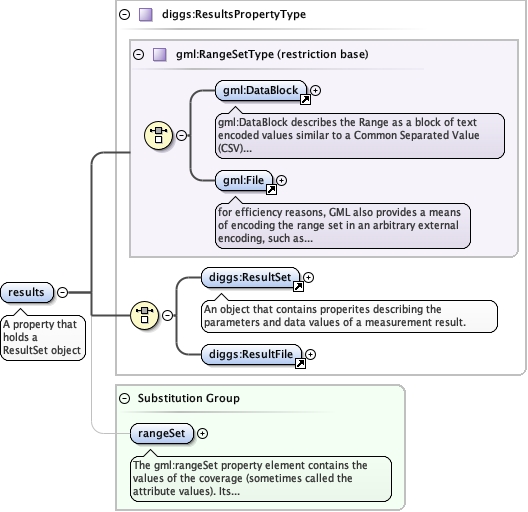 diggs:ResultsPropertyType
gml:RangeSetType (restriction base)
gml:DataBlock
gml:DataBlock describes the Range as a block of text
encoded values similar to a Common Separated Value
(CSV)...
gml:File
for efficiency reasons, GML also provides a means
of encoding the range set in an arbitrary external
encoding, such as...
results
A property that
holds a
ResultSet object
diggs:ResultSet
An object that contains properites describing the
parameters and data values of a measurement result.
diggs:ResultFile
Substitution Group
rangeSet
The gml:rangeSet property element contains the
values of the coverage (sometimes called the
attribute values). Its...